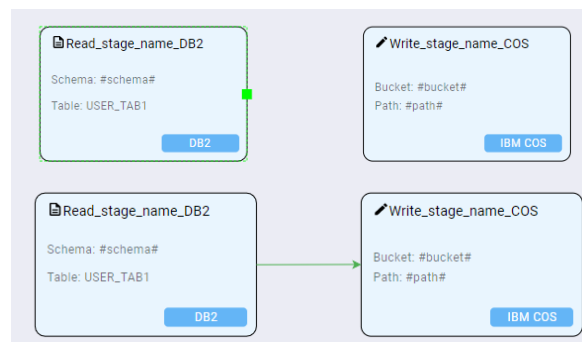 Read_stage_name_DB2
Schema: #schema#
Table: USER_TAB1
DB2
Write_stage_name_COS
Bucket: #bucket#
Path: #path#
IBM COS
Read_stage_name_DB2
Schema: #schema#
Table: USER_TAB1
DB2
Write_stage_name_COS
Bucket: #bucket#
Path: #path#
IBM COS